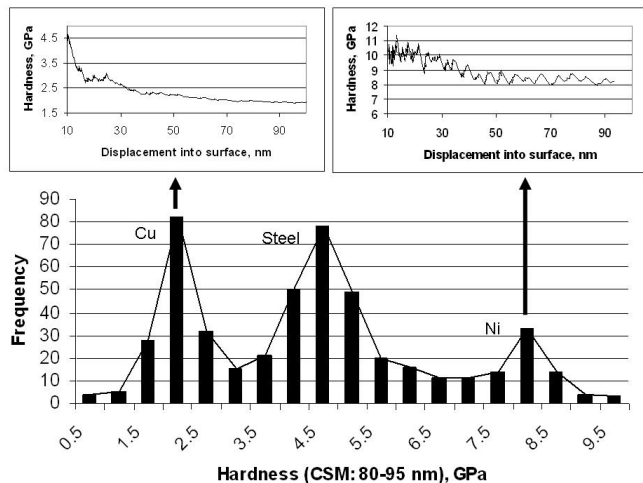 Hardness, GPa
4.5
3.5
2.5
1.5
10 30 50 70 90
Displacement into surface, nm
Hardness, GPa
12
11
10
9
8
7
6
10 20 30 40 50 60 70 80 90
Displacement into surface, nm
Frequency
90
80
70
60
50
40
30
20
10
0
Cu
Steel
Ni
0.5 1.5 2.5 3.5 4.5 5.5 6.5 7.5 8.5 9.5
Hardness (CSM: 80-95 nm), GPa